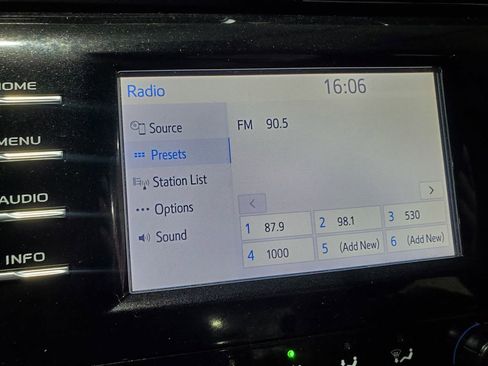 HOME
MENU
AUDIO
INFO
Radio 16:06
Source
Presets
Station List
Options
Sound
FM 90.5
1 87.9 2 98.1 3 530
4 1000 5 (Add New) 6 (Add New)